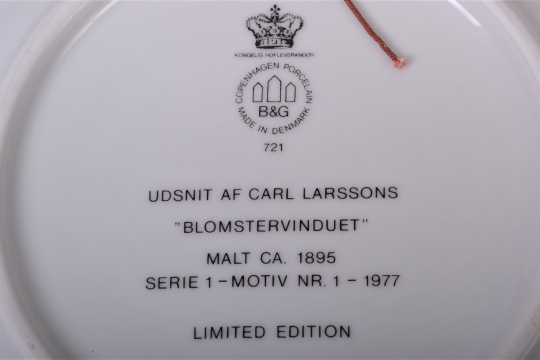 KONGELIG HOFLEVERANDØR
COPENHAGEN PORCELAIN
B&G
MADE IN DENMARK
721
UDSNIT AF CARL LARSSONS
"BLOMSTERVINDUET"
MALT CA. 1895
SERIE 1 – MOTIV NR. 1 – 1977
LIMITED EDITION